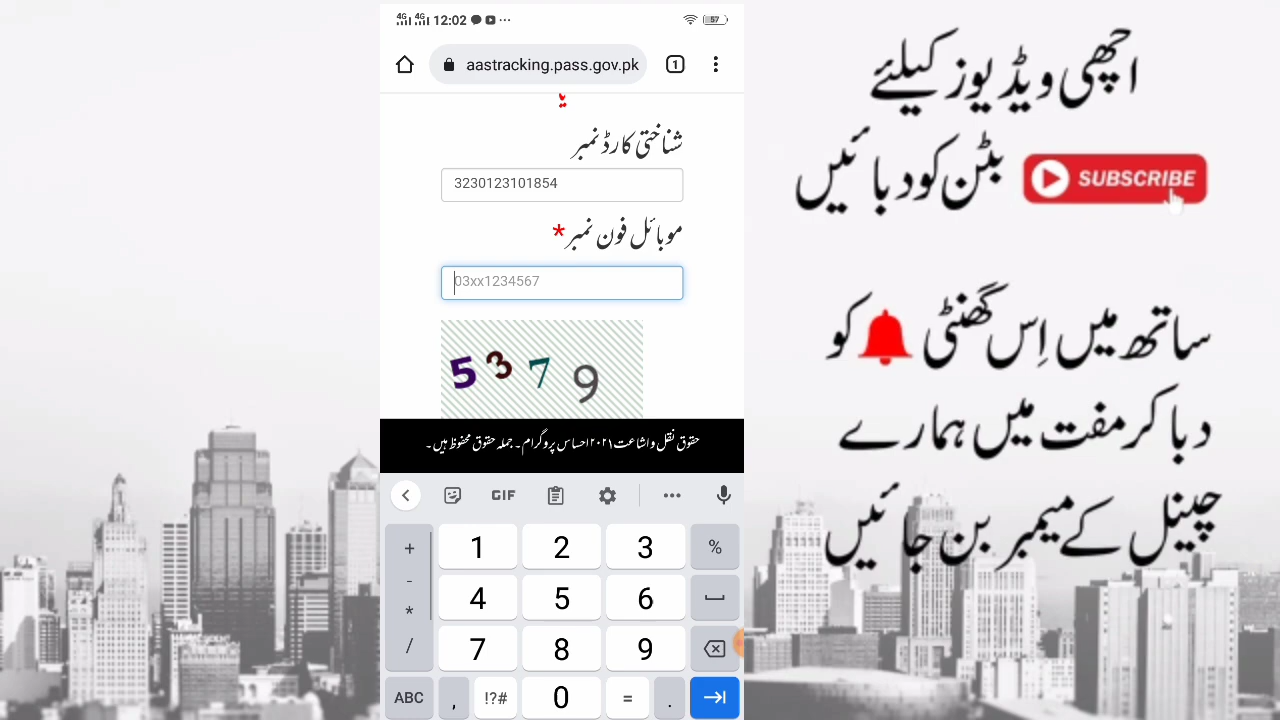 12:02
57
aastracking.pass.gov.pk
1
شناختی کارڈ نمبر
3230123101854
موبائل فون نمبر*
03xx1234567
5 3 7 9
حقوق نقل و اشاعت ۲۰۲۱ احساس پروگرام۔ جملہ حقوق محفوظ ہیں۔
GIF
+ 1 2 3 %
- 4 5 6
* 7 8 9
/
ABC , !?# 0 = .
اچھی ویڈیوز کیلئے
SUBSCRIBE بٹن کو دبائیں
ساتھ میں اِس گھنٹی کو
دبا کر مفت میں ہمارے
چینل کے میمبر بن جائیں